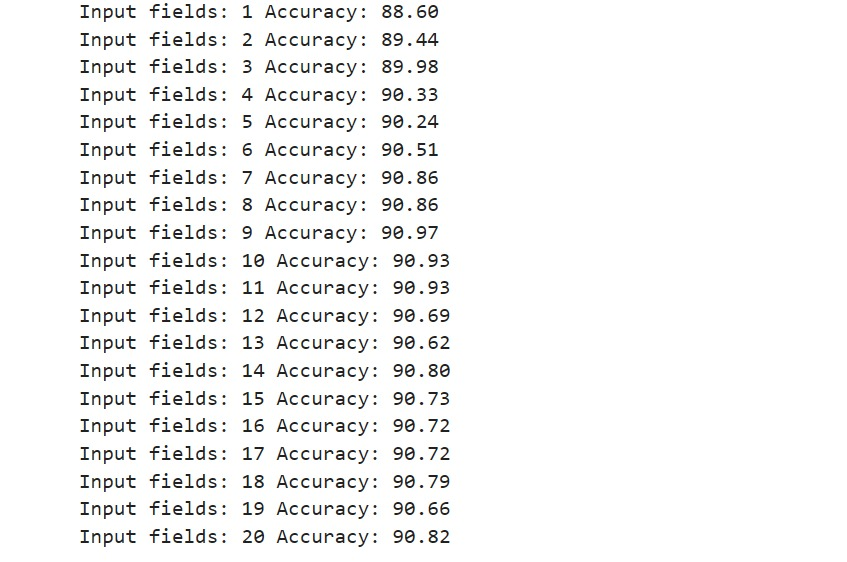 Input fields: 1 Accuracy: 88.60
Input fields: 2 Accuracy: 89.44
Input fields: 3 Accuracy: 89.98
Input fields: 4 Accuracy: 90.33
Input fields: 5 Accuracy: 90.24
Input fields: 6 Accuracy: 90.51
Input fields: 7 Accuracy: 90.86
Input fields: 8 Accuracy: 90.86
Input fields: 9 Accuracy: 90.97
Input fields: 10 Accuracy: 90.93
Input fields: 11 Accuracy: 90.93
Input fields: 12 Accuracy: 90.69
Input fields: 13 Accuracy: 90.62
Input fields: 14 Accuracy: 90.80
Input fields: 15 Accuracy: 90.73
Input fields: 16 Accuracy: 90.72
Input fields: 17 Accuracy: 90.72
Input fields: 18 Accuracy: 90.79
Input fields: 19 Accuracy: 90.66
Input fields: 20 Accuracy: 90.82